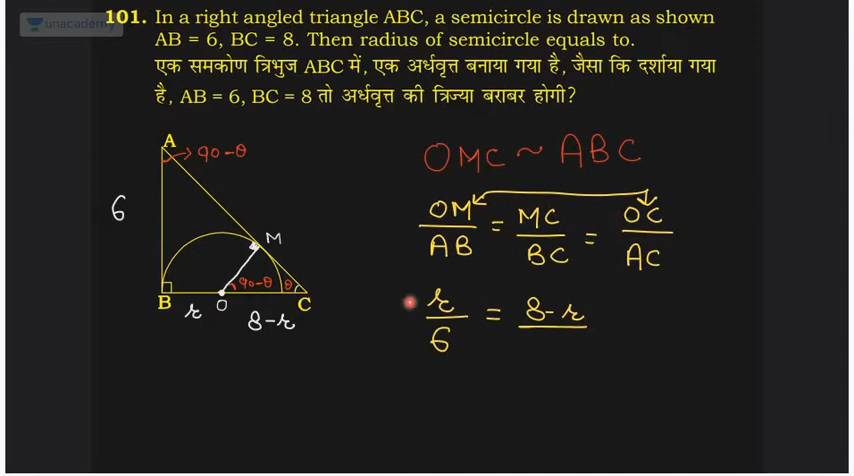 unacademy
101. In a right angled triangle ABC, a semicircle is drawn as shown
AB = 6, BC = 8. Then radius of semicircle equals to.
एक समकोण त्रिभुज ABC में, एक अर्धवृत्त बनाया गया है, जैसा कि दर्शाया गया
है, AB = 6, BC = 8 तो अर्धवृत्त की त्रिज्या बराबर होगी?
A
90-θ
OMC ~ ABC
6
OM/AB = MC/BC = OC/AC
M
90-θ
θ
B
O
C
r
8-r
r/6 = 8-r